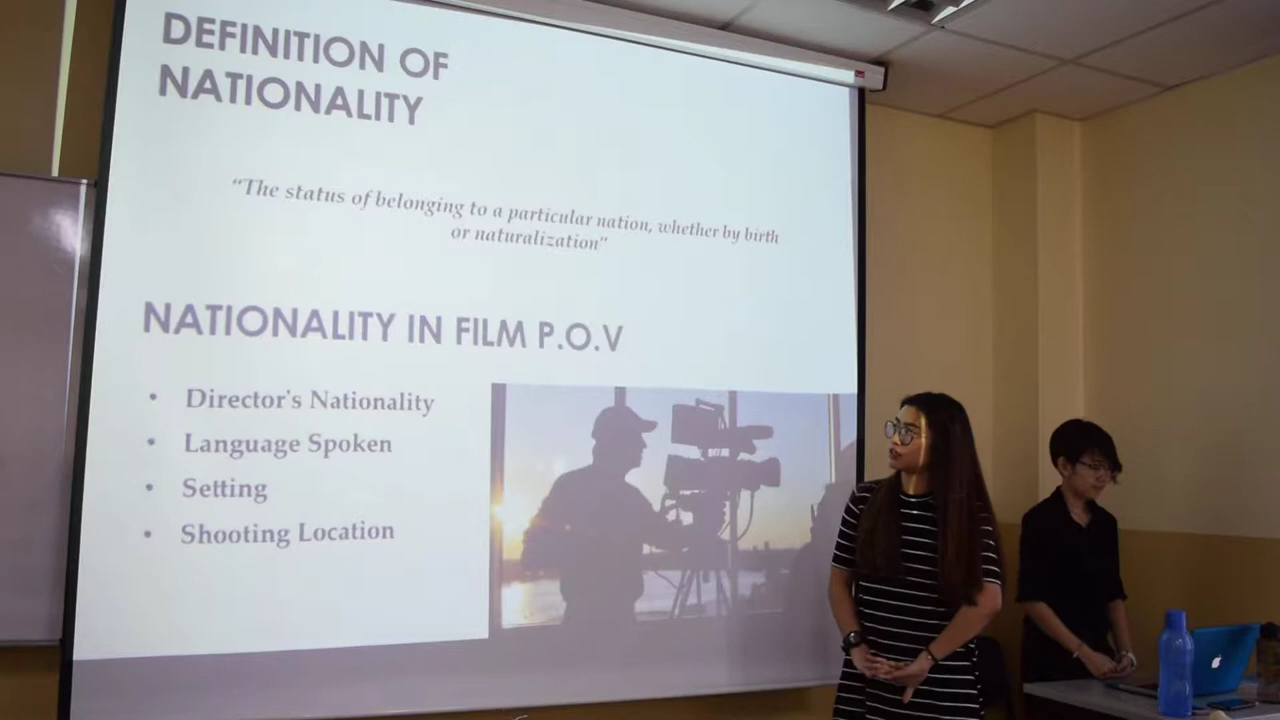 DEFINITION OF
NATIONALITY
“The status of belonging to a particular nation, whether by birth
or naturalization”
NATIONALITY IN FILM P.O.V
• Director's Nationality
• Language Spoken
• Setting
• Shooting Location